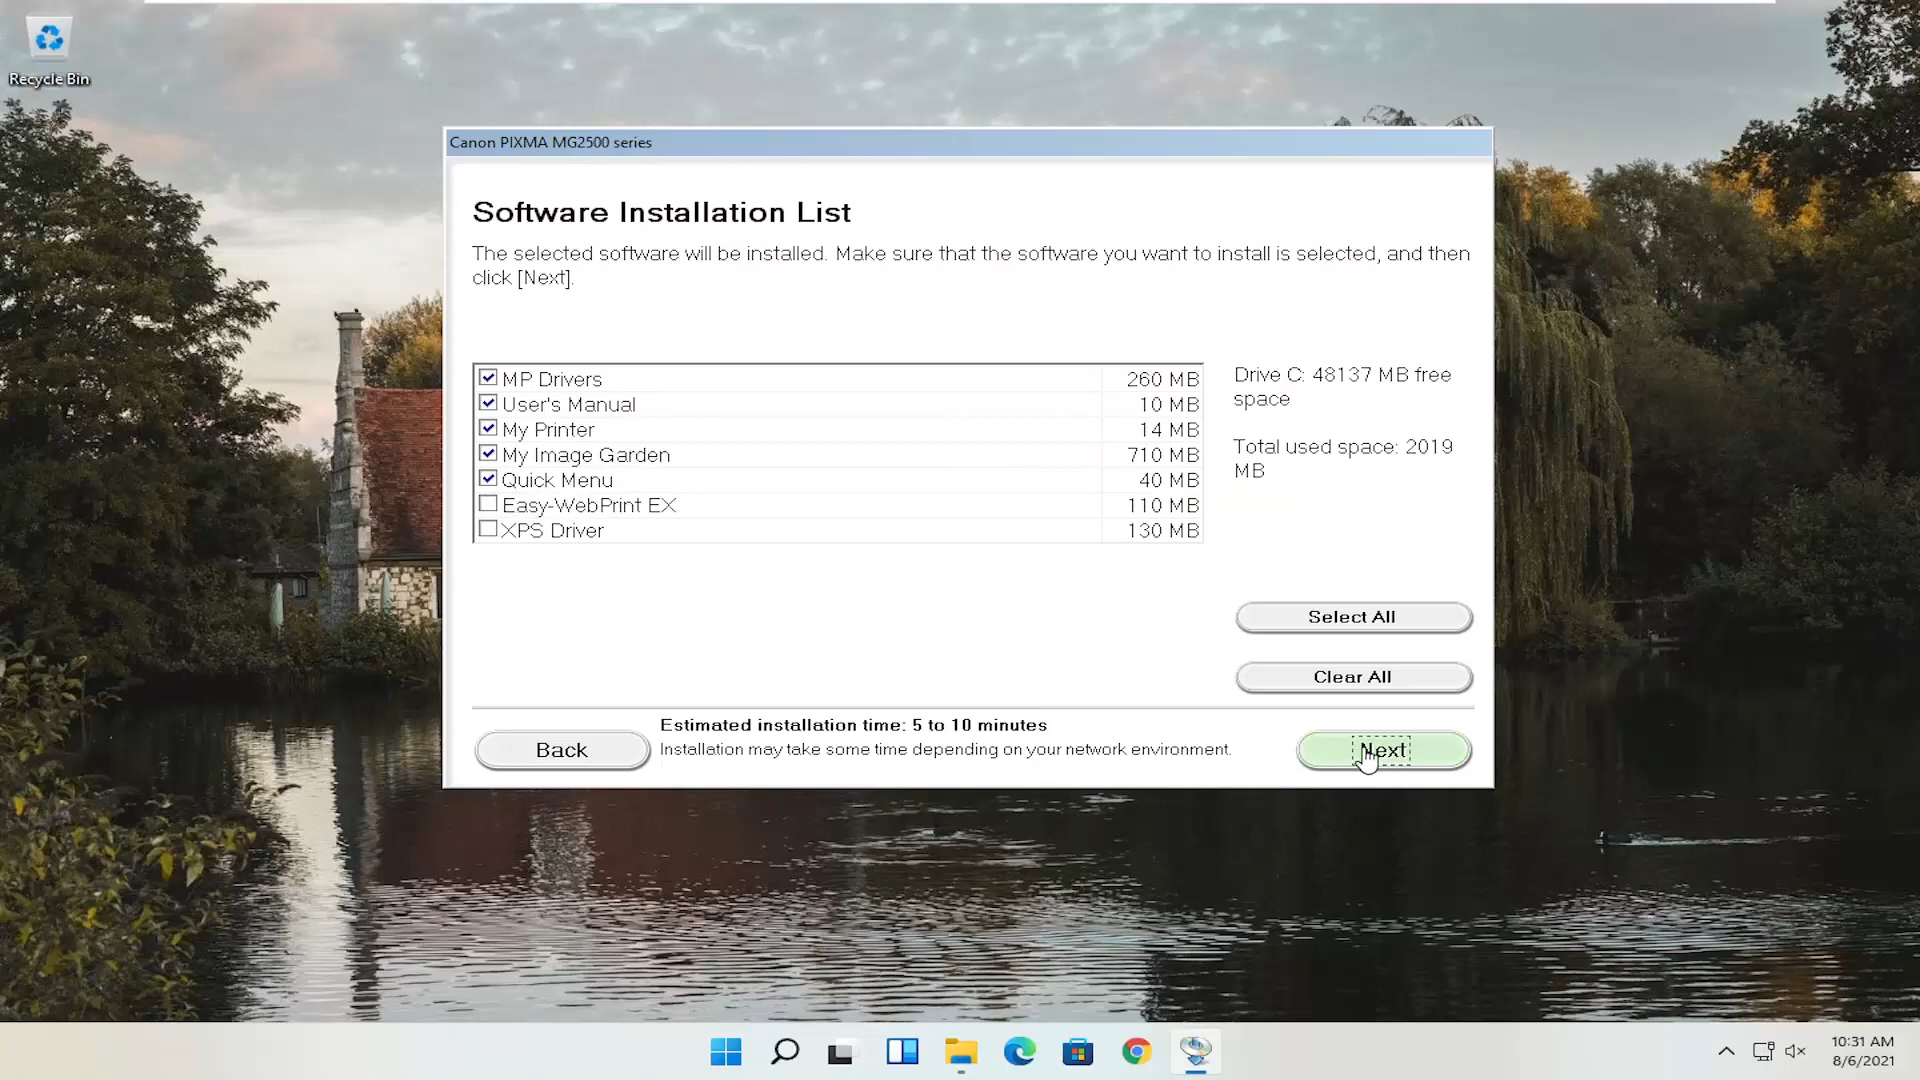 Recycle Bin
Canon PIXMA MG2500 series
Software Installation List
The selected software will be installed. Make sure that the software you want to install is selected, and then
click [Next].
MP Drivers 260 MB
User's Manual 10 MB
My Printer 14 MB
My Image Garden 710 MB
Quick Menu 40 MB
Easy-WebPrint EX 110 MB
XPS Driver 130 MB
Drive C: 48137 MB free
space
Total used space: 2019
MB
Select All
Clear All
Back
Estimated installation time: 5 to 10 minutes
Installation may take some time depending on your network environment.
Next
10:31 AM
8/6/2021